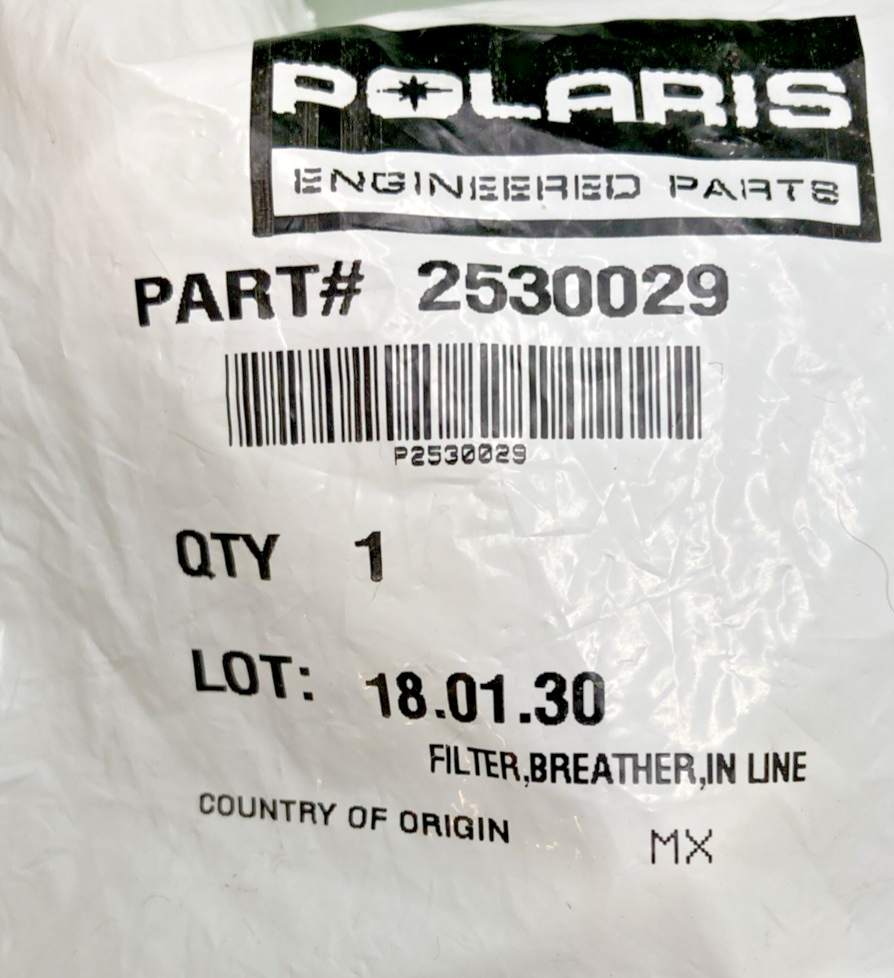 POLARIS
ENGINEERED PARTS
PART# 2530029
P2530029
QTY 1
LOT: 18.01.30
FILTER,BREATHER,IN LINE
COUNTRY OF ORIGIN MX